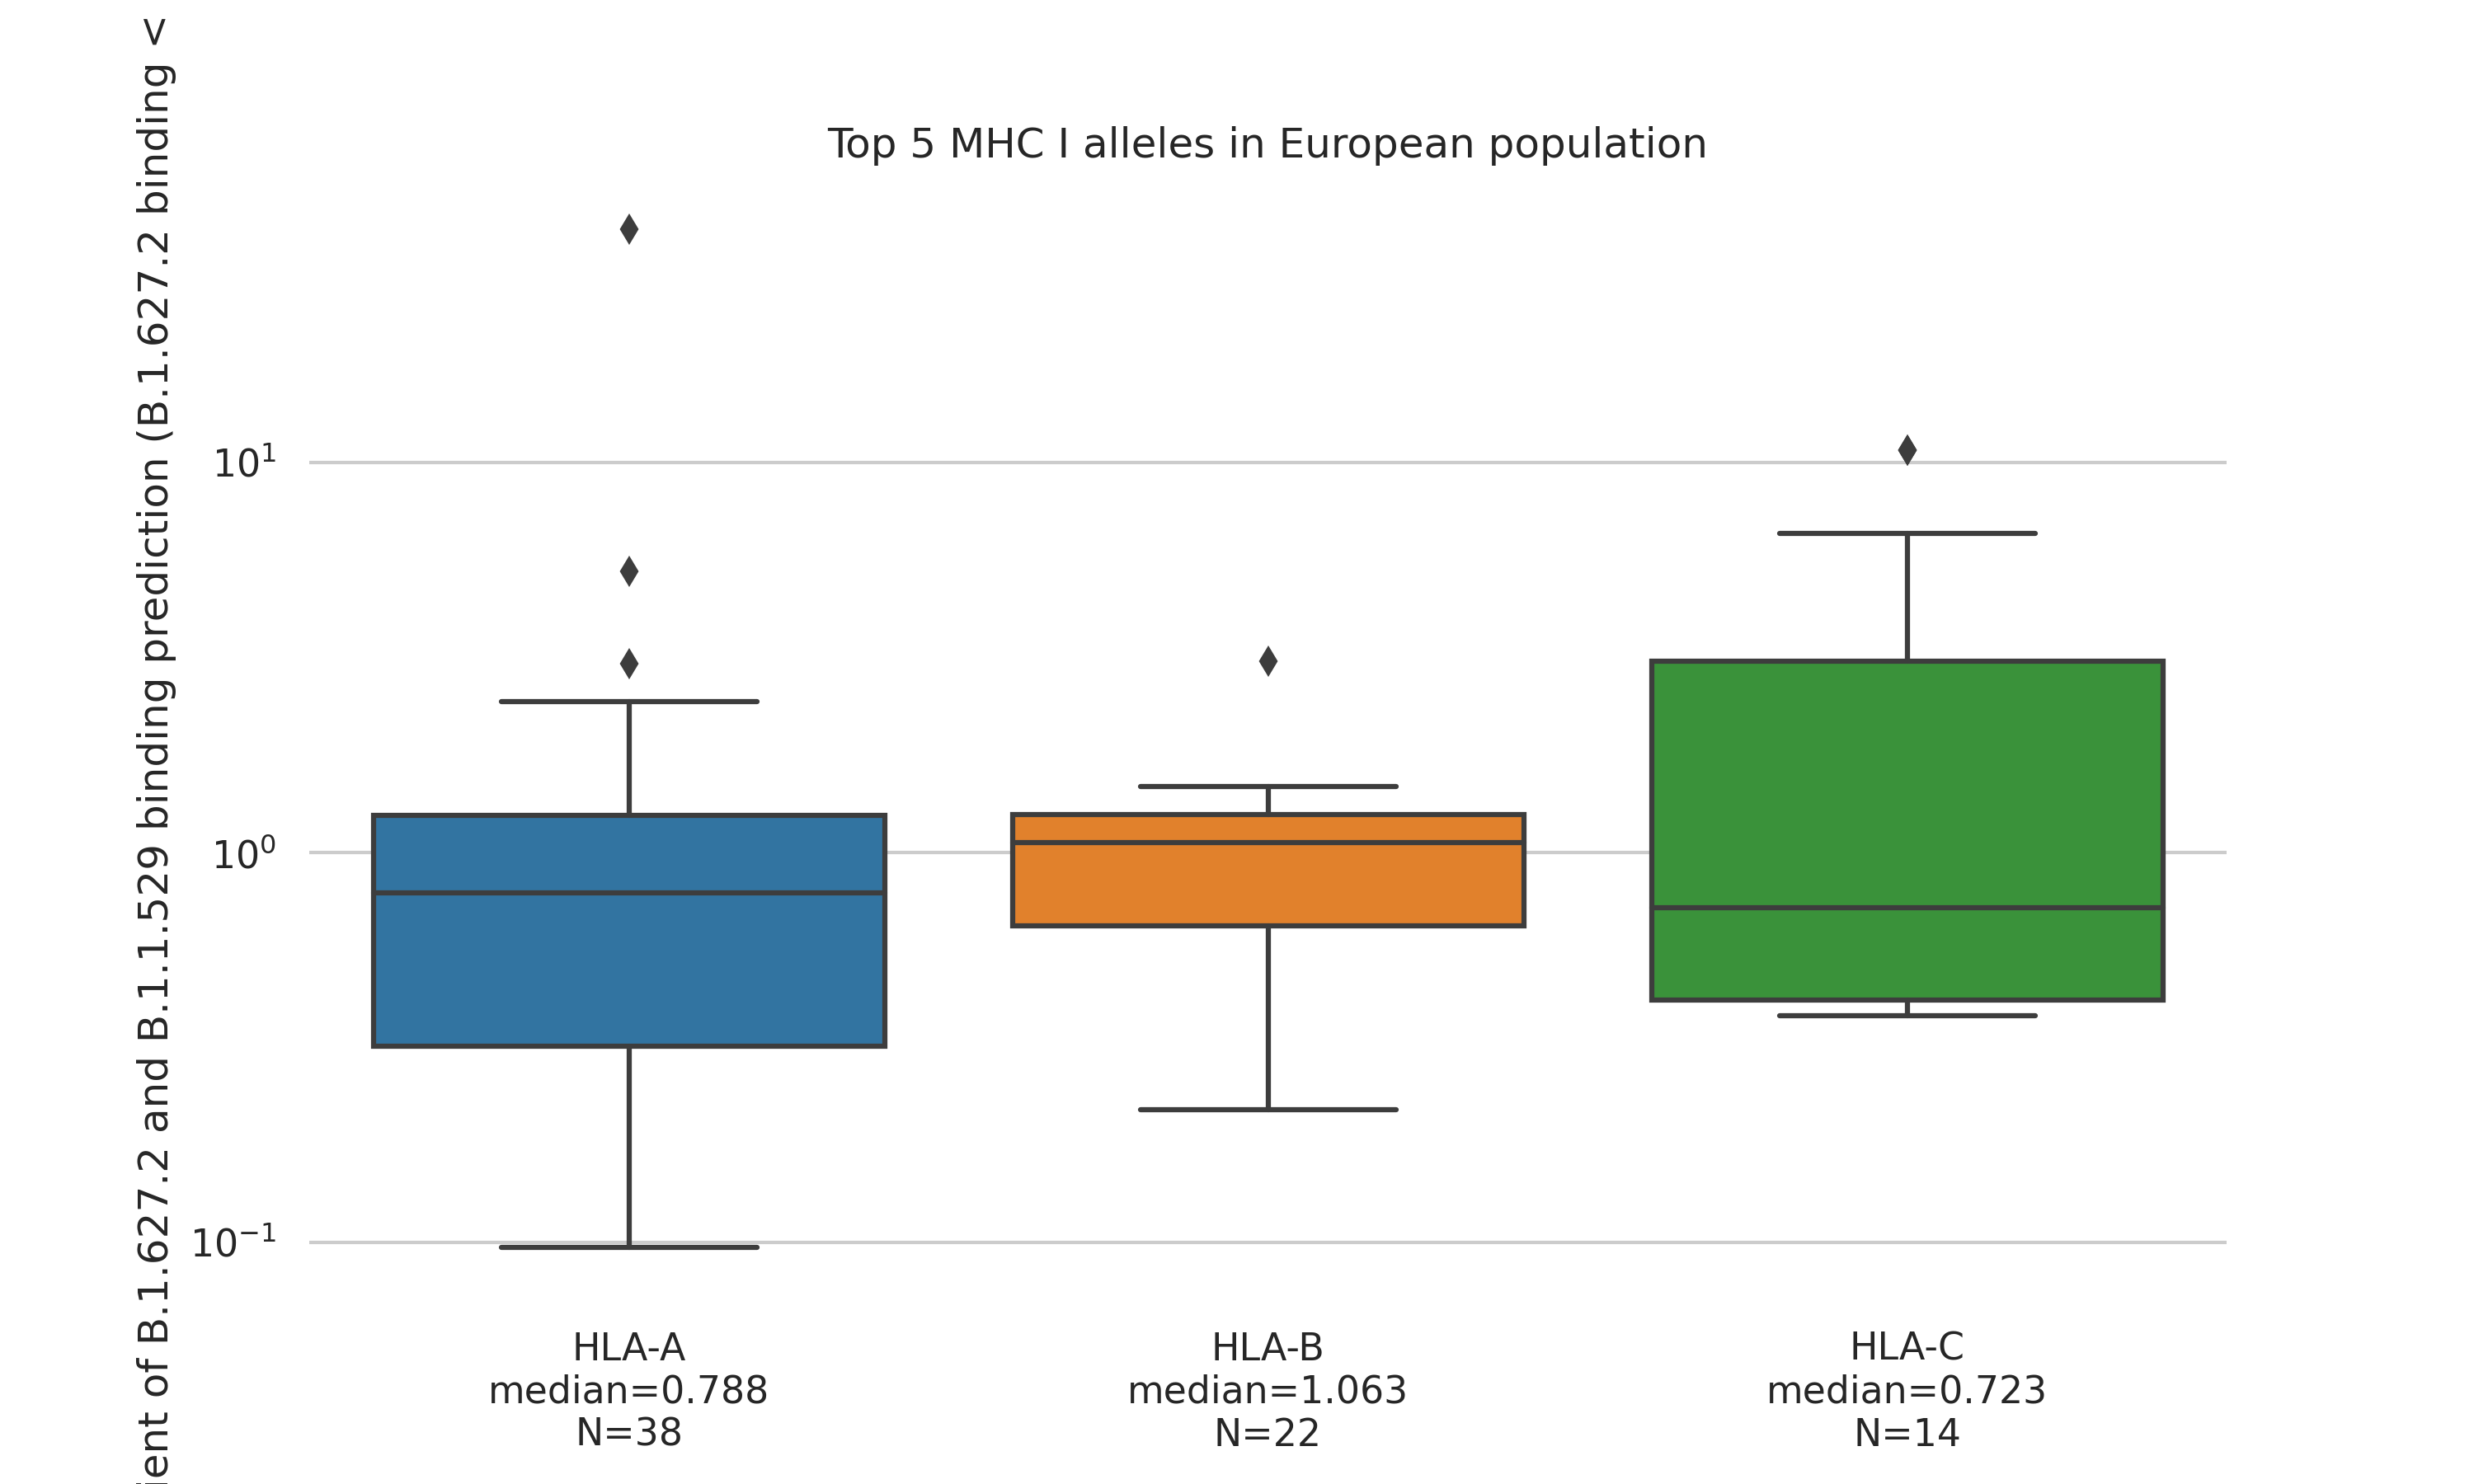 Top 5 MHC I alleles in European population
of B.1.627.2 and B.1.1.529 binding prediction (B.1.627.2 binding <
10¹
10⁰
10⁻¹
HLA-A
median=0.788
N=38
HLA-B
median=1.063
N=22
HLA-C
median=0.723
N=14